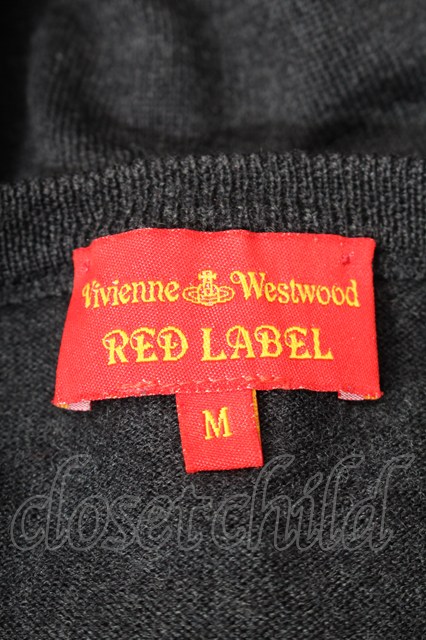 Vivienne Westwood
RED LABEL
M
closetchild